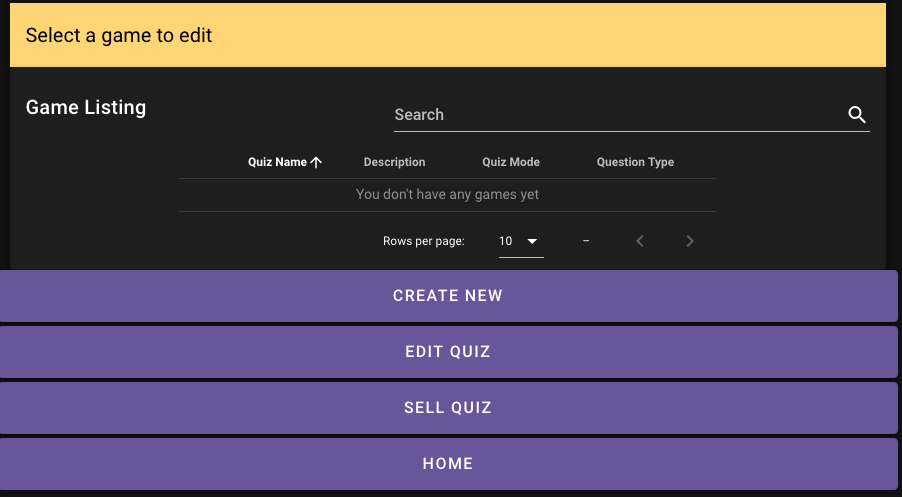 Select a game to edit
Game Listing
Search
Quiz Name Description Quiz Mode Question Type
You don't have any games yet
Rows per page: 10 –
CREATE NEW
EDIT QUIZ
SELL QUIZ
HOME